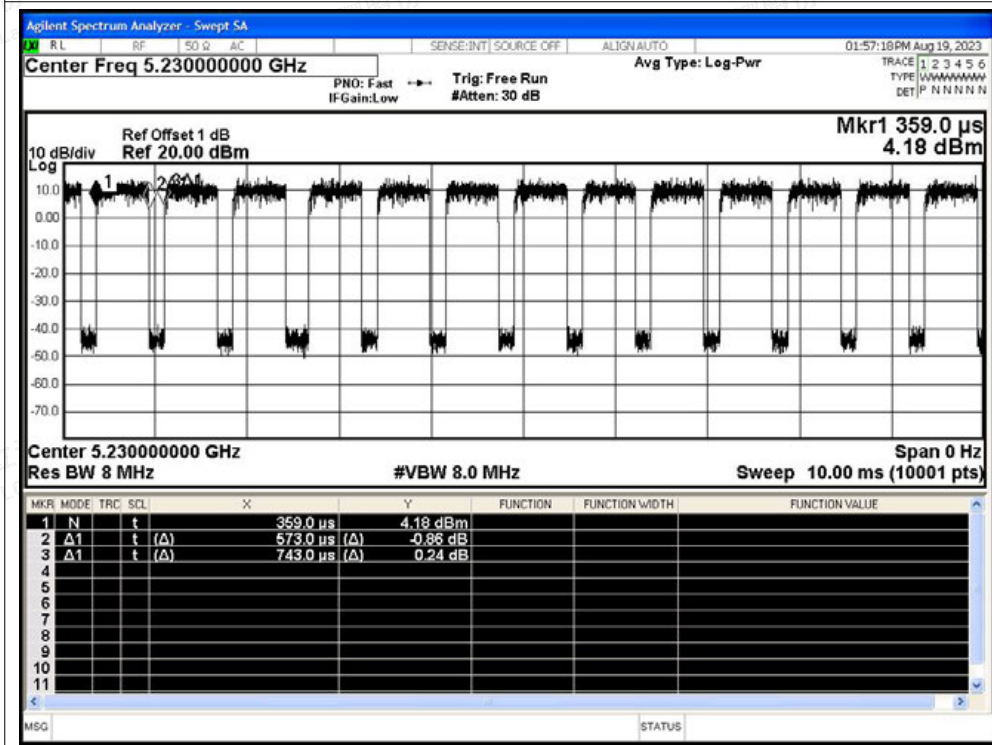 Agilent Spectrum Analyzer - Swept SA
RL RF 50 Ω AC SENSE:INT SOURCE OFF ALIGN AUTO 01:57:18 PM Aug 19, 2023
Center Freq 5.230000000 GHz Avg Type: Log-Pwr TRACE 1 2 3 4 5 6
PNO: Fast Trig: Free Run TYPE WWWWWW
IFGain:Low #Atten: 30 dB DET P N N N N N
Mkr1 359.0 µs
Ref Offset 1 dB
10 dB/div Ref 20.00 dBm 4.18 dBm
Log
10.0
0.00
-10.0
-20.0
-30.0
-40.0
-50.0
-60.0
-70.0
1
Center 5.230000000 GHz Span 0 Hz
Res BW 8 MHz #VBW 8.0 MHz Sweep 10.00 ms (10001 pts)
MKR MODE TRC SCL X Y FUNCTION FUNCTION WIDTH FUNCTION VALUE
1 N t 359.0 µs 4.18 dBm
2 Δ1 t (Δ) 573.0 µs (Δ) -0.86 dB
3 Δ1 t (Δ) 743.0 µs (Δ) 0.24 dB
4
5
6
7
8
9
10
11
MSG STATUS